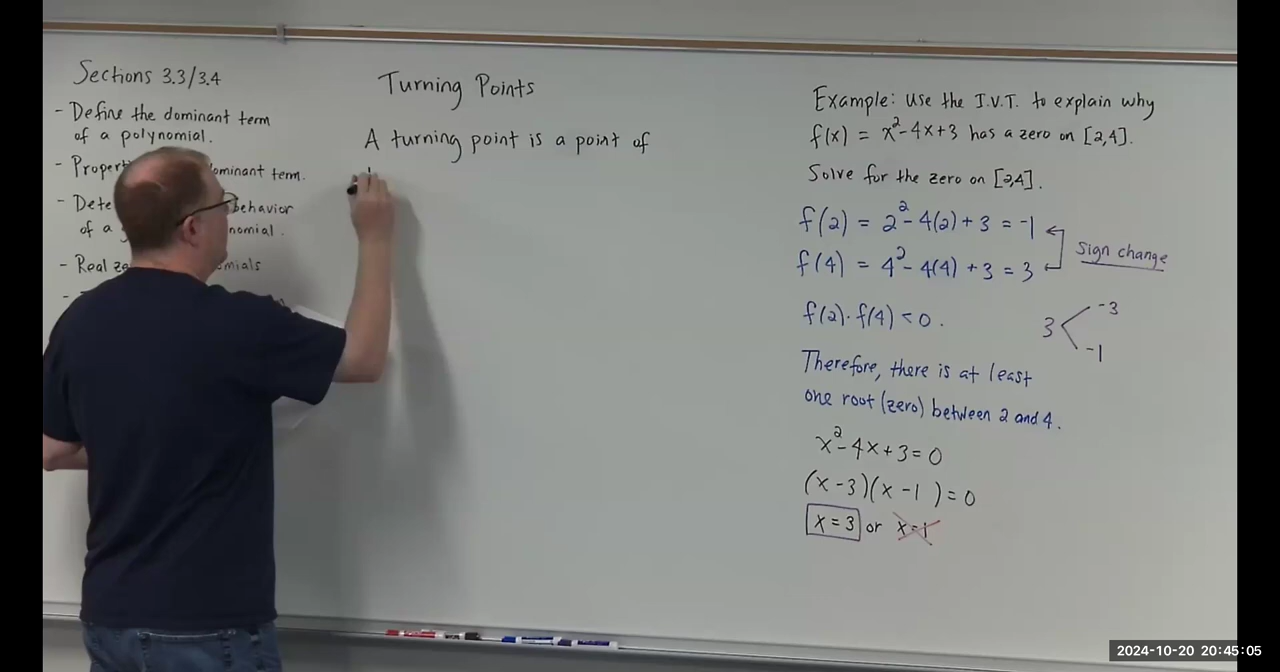 Sections 3.3/3.4
- Define the dominant term
of a polynomial.
- Propert ominant term.
- Dete behavior
of a nomial.
- Real ze omials
-
Turning Points
A turning point is a point of
Example: Use the I.V.T. to explain why
f(x) = x²-4x+3 has a zero on [2,4].
Solve for the zero on [2,4].
f(2) = 2²-4(2)+3 = -1
f(4) = 4²-4(4)+3 = 3
Sign change
f(2)·f(4)<0.
3
-3
-1
Therefore, there is at least
one root (zero) between 2 and 4.
x²-4x+3=0
(x-3)(x-1)=0
x=3 or x=1
2024-10-20 20:45:05